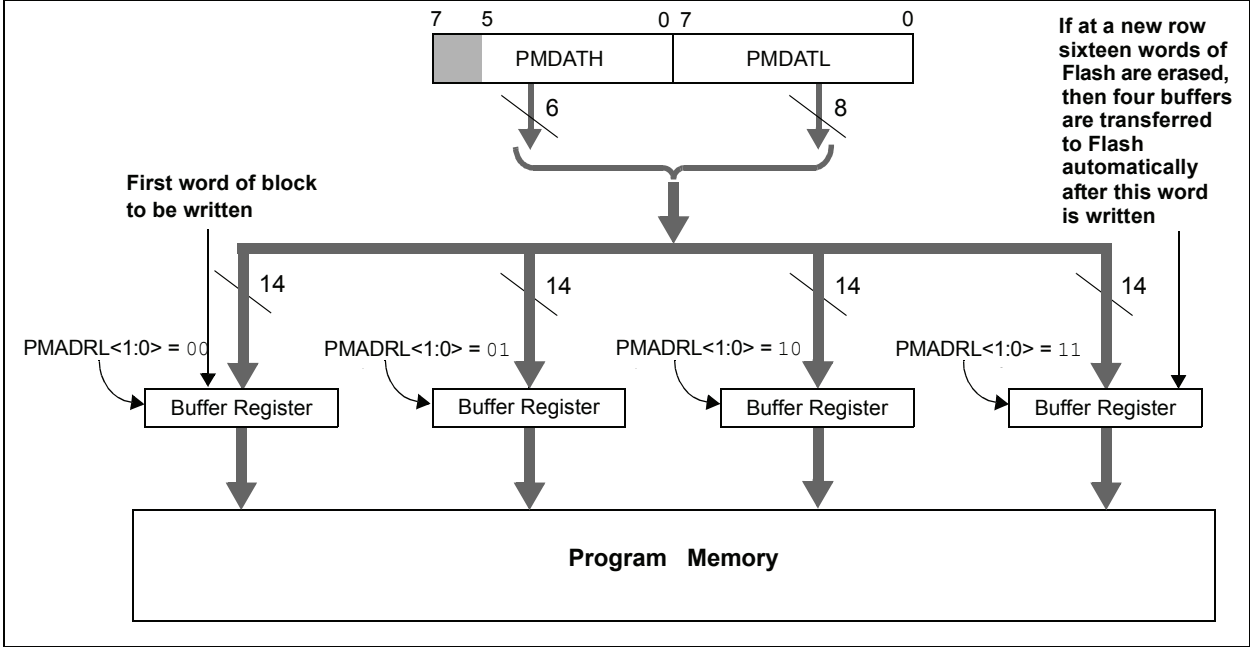 7 5 0 7 0
PMDATH PMDATL
6 8
If at a new row
sixteen words of
Flash are erased,
then four buffers
are transferred
to Flash
automatically
after this word
is written
First word of block
to be written
14 14 14 14
PMADRL<1:0> = 00 PMADRL<1:0> = 01 PMADRL<1:0> = 10 PMADRL<1:0> = 11
Buffer Register Buffer Register Buffer Register Buffer Register
Program Memory